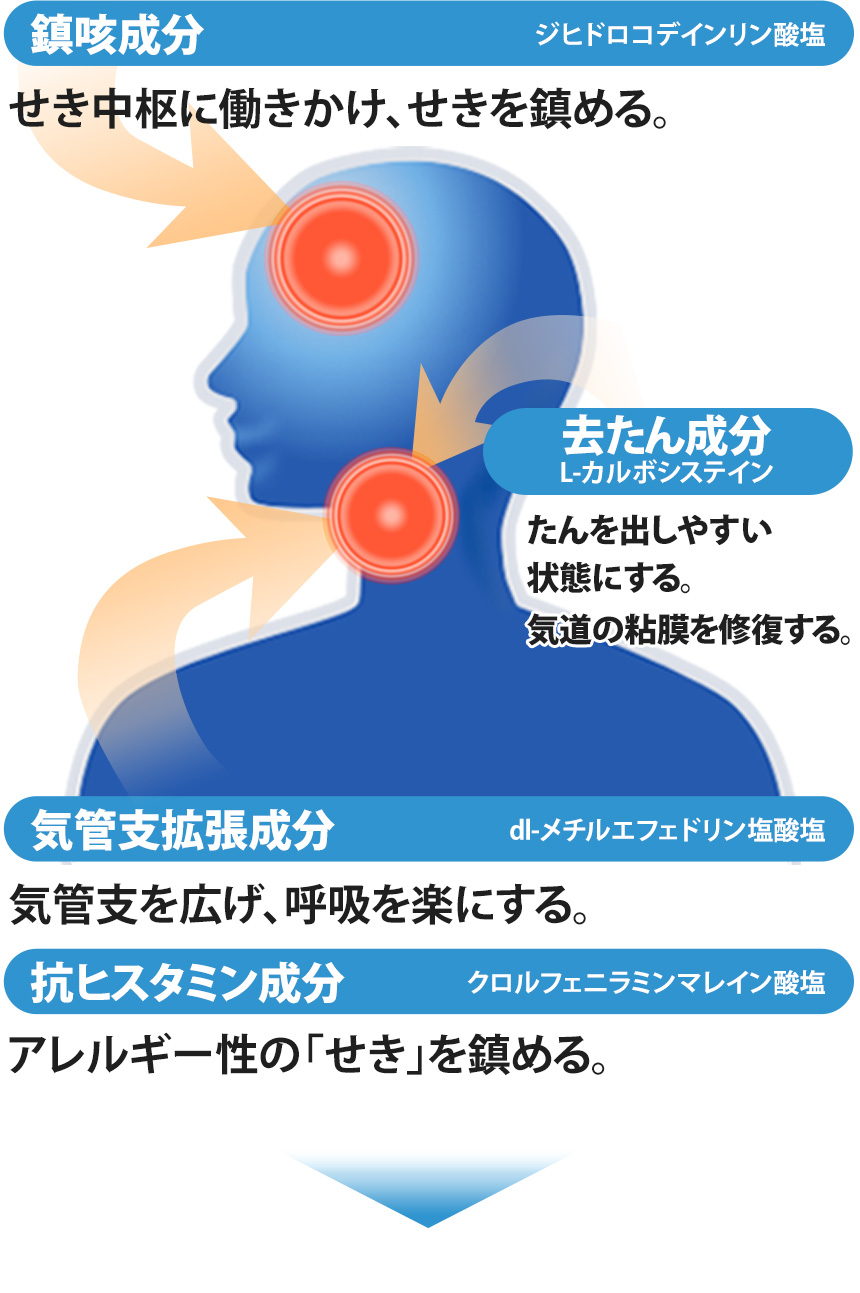 鎮咳成分 ジヒドロコデインリン酸塩
せき中枢に働きかけ、せきを鎮める。
去たん成分
L-カルボシステイン
たんを出しやすい
状態にする。
気道の粘膜を修復する。
気管支拡張成分 dl-メチルエフェドリン塩酸塩
気管支を広げ、呼吸を楽にする。
抗ヒスタミン成分 クロルフェニラミンマレイン酸塩
アレルギー性の「せき」を鎮める。